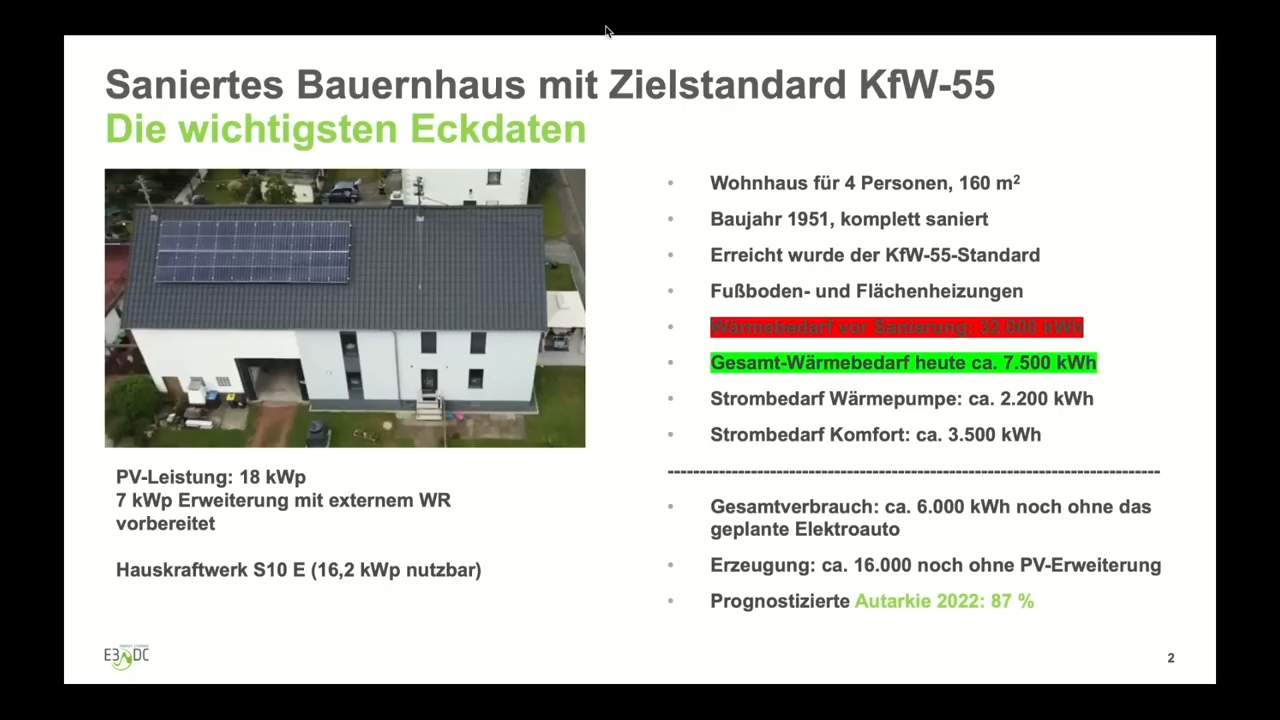 Saniertes Bauernhaus mit Zielstandard KfW-55
Die wichtigsten Eckdaten
PV-Leistung: 18 kWp
7 kWp Erweiterung mit externem WR
vorbereitet
Hauskraftwerk S10 E (16,2 kWp nutzbar)
• Wohnhaus für 4 Personen, 160 m²
• Baujahr 1951, komplett saniert
• Erreicht wurde der KfW-55-Standard
• Fußboden- und Flächenheizungen
• Wärmebedarf vor Sanierung: 32.000 kWh
• Gesamt-Wärmebedarf heute ca. 7.500 kWh
• Strombedarf Wärmepumpe: ca. 2.200 kWh
• Strombedarf Komfort: ca. 3.500 kWh
-----------------------------------------------------------------------------
• Gesamtverbrauch: ca. 6.000 kWh noch ohne das
geplante Elektroauto
• Erzeugung: ca. 16.000 noch ohne PV-Erweiterung
• Prognostizierte Autarkie 2022: 87 %
E3/DC
2